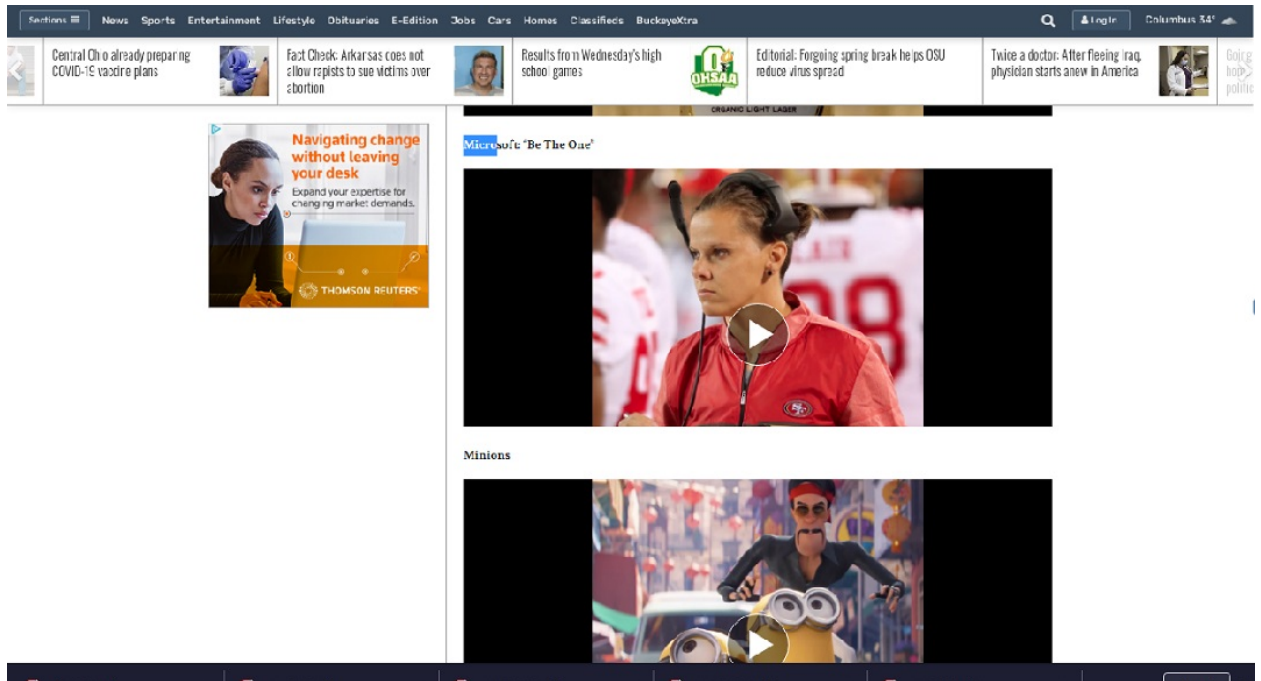 Sections
News Sports Entertainment Lifestyle Obituaries E-Edition Jobs Cars Homes Classifieds BuckeyeXtra
Log In
Columbus 34°
Central Ohio already preparing
COVID-19 vaccine plans
Fact Check: Arkansas does not
allow rapists to sue victims over
abortion
Results from Wednesday's high
school games
OHSAA
Editorial: Forgoing spring break helps OSU
reduce virus spread
Twice a doctor: After fleeing Iraq,
physician starts anew in America
Going
hop
politic
ORGANIC LIGHT LAGER
Navigating change
without leaving
your desk
Expand your expertise for
changing market demands.
THOMSON REUTERS
Microsoft: "Be The One"
Minions